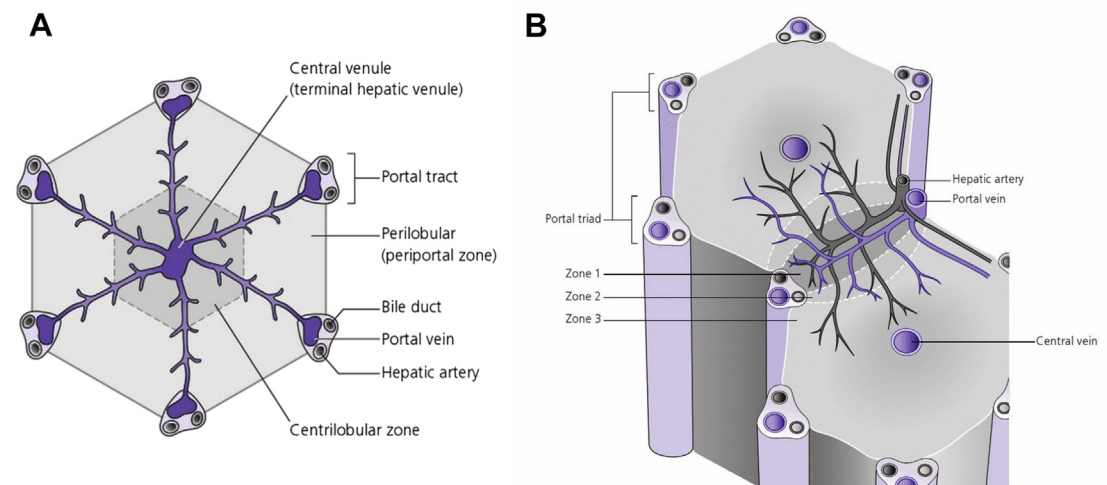 A
Central venule
(terminal hepatic venule)
Portal tract
Perilobular
(periportal zone)
Bile duct
Portal vein
Hepatic artery
Centrilobular zone
B
Hepatic artery
Portal vein
Portal triad
Zone 1
Zone 2
Zone 3
Central vein